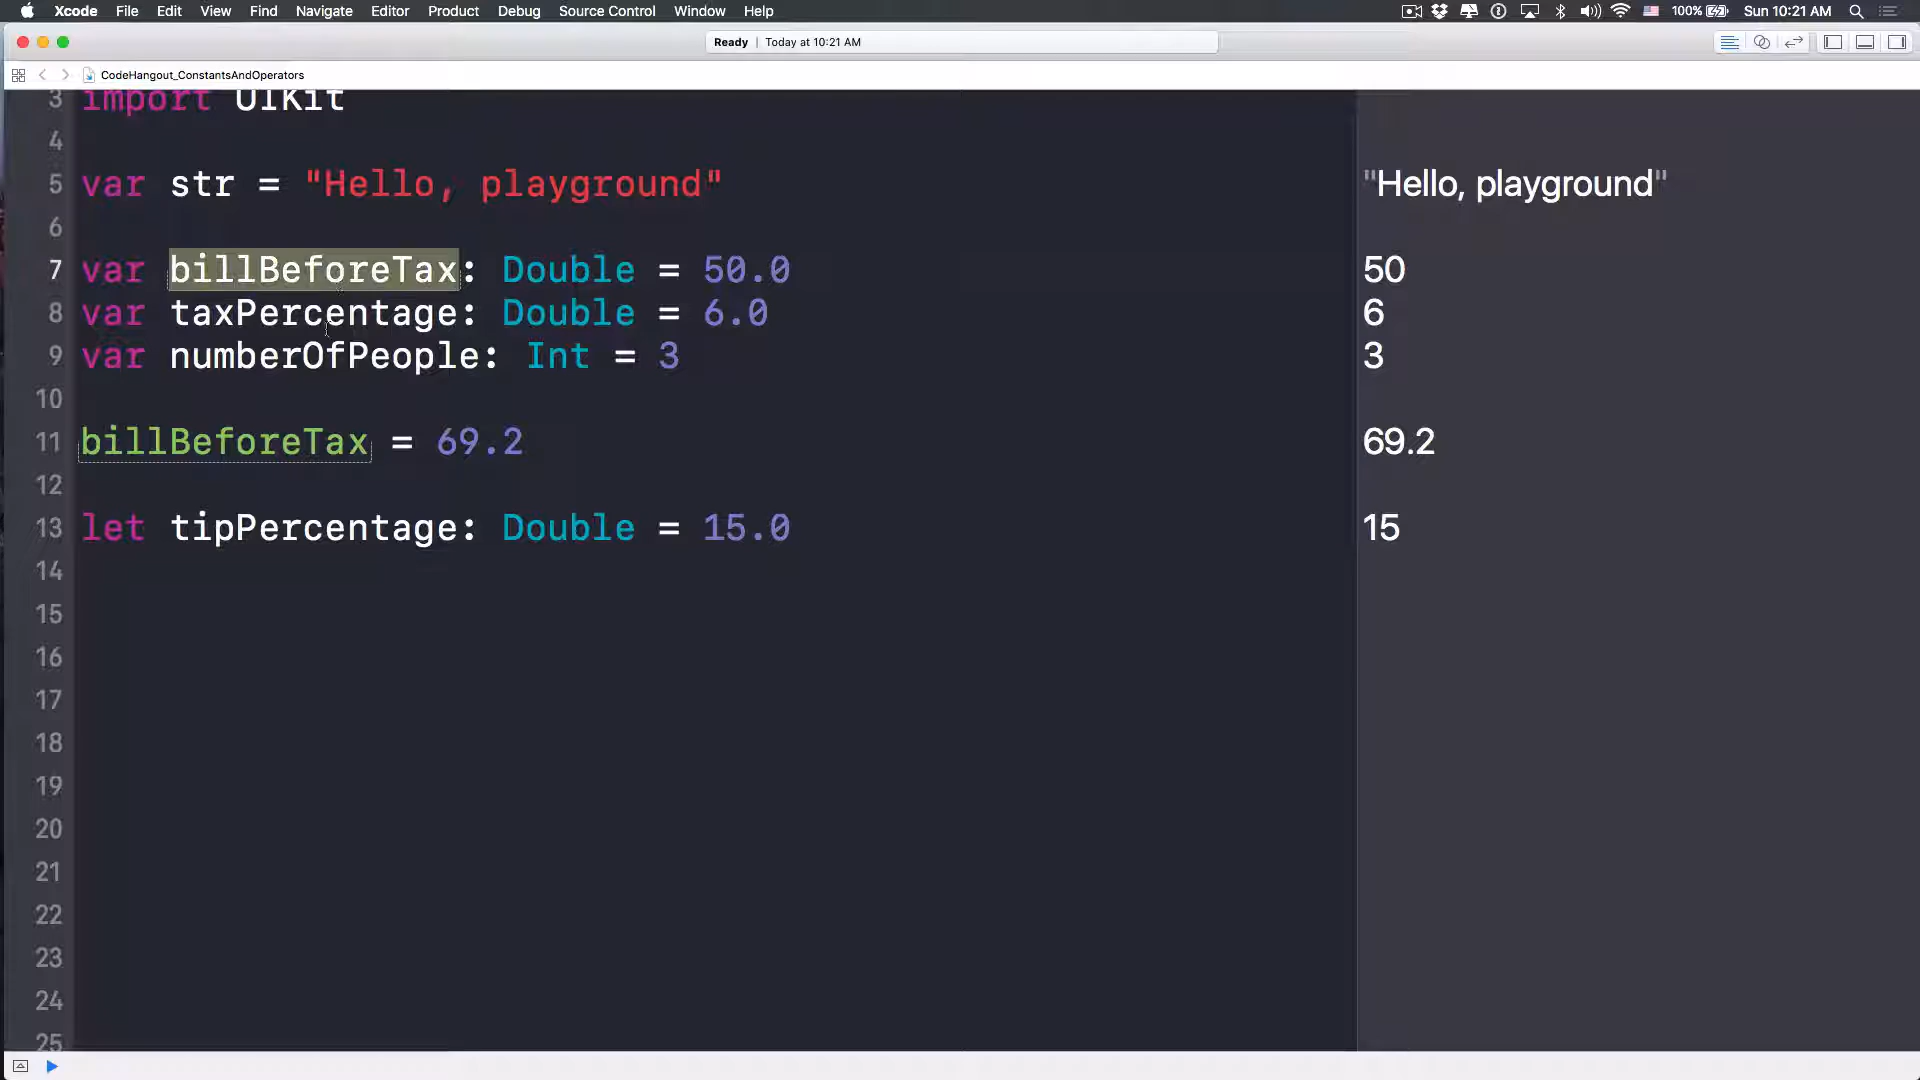 Xcode File Edit View Find Navigate Editor Product Debug Source Control Window Help 100% Sun 10:21 AM
Ready | Today at 10:21 AM
CodeHangout_ConstantsAndOperators
3 import UIKit
4
5 var str = "Hello, playground" "Hello, playground"
6
7 var billBeforeTax: Double = 50.0 50
8 var taxPercentage: Double = 6.0 6
9 var numberOfPeople: Int = 3 3
10
11 billBeforeTax = 69.2 69.2
12
13 let tipPercentage: Double = 15.0 15
14
15
16
17
18
19
20
21
22
23
24
25